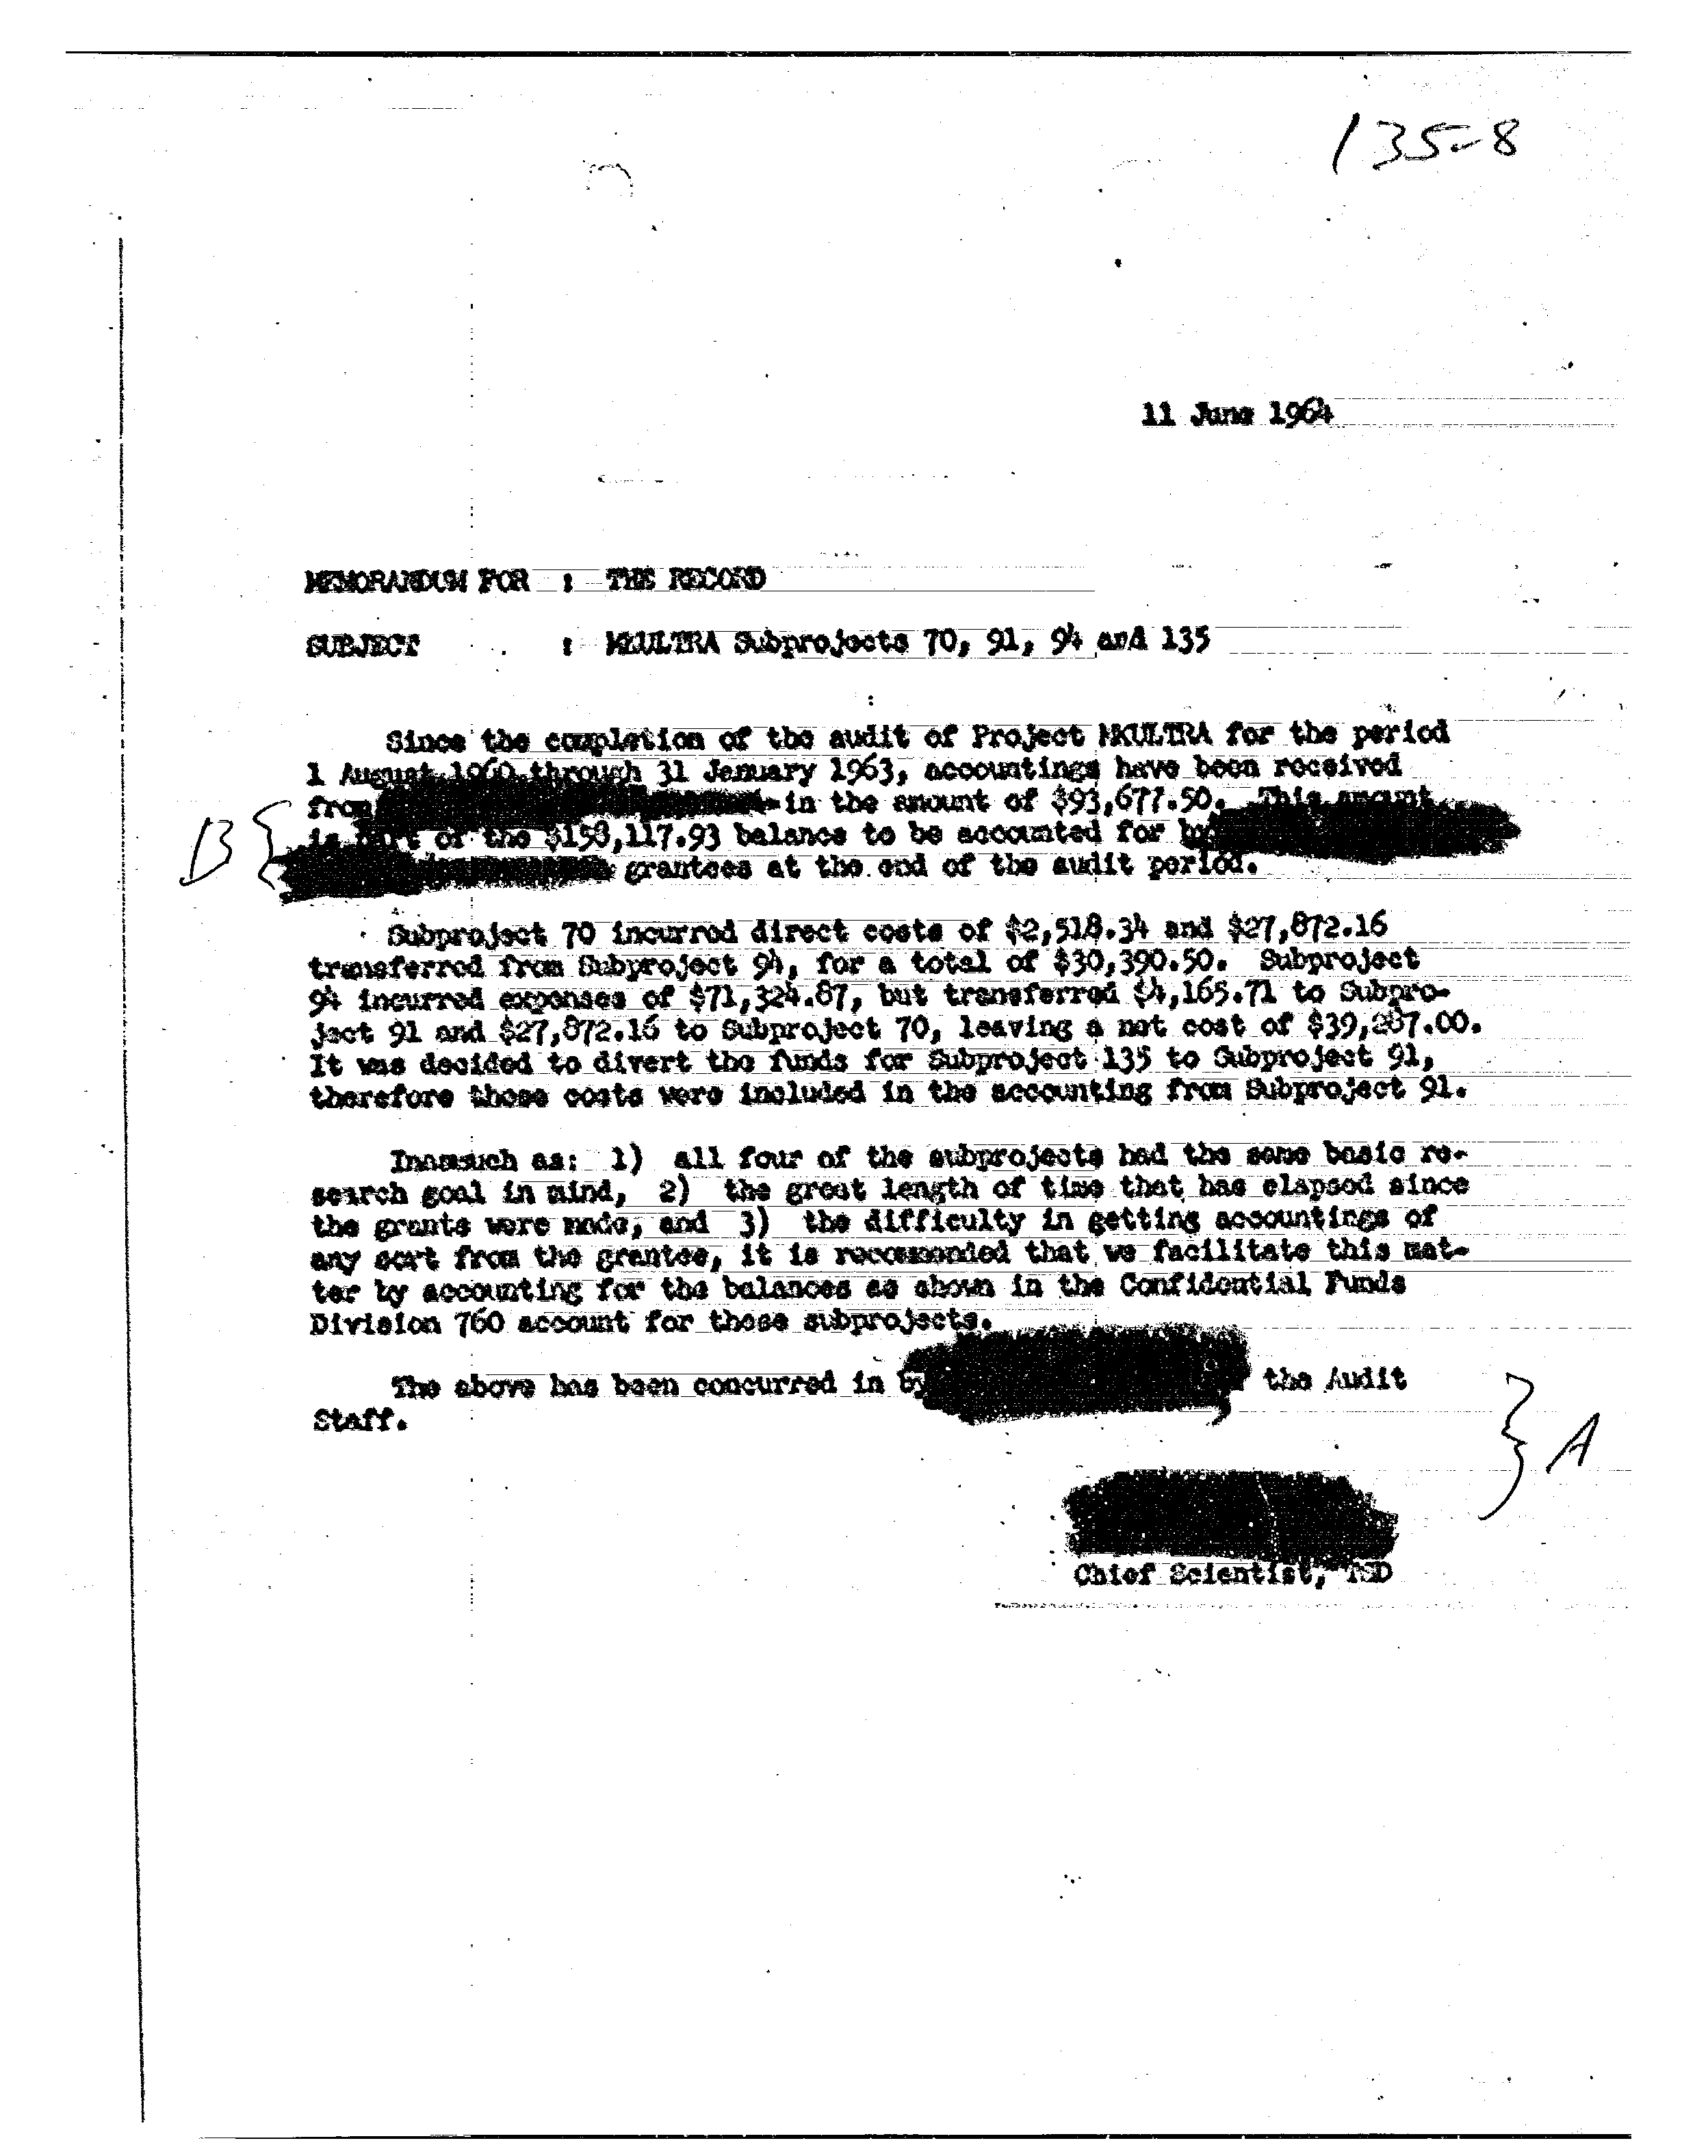 135-8
11 June 1964
MEMORANDUM FOR : THE RECORD
SUBJECT : MKULTRA Subprojects 70, 91, 94 and 135
Since the completion of the audit of Project MKULTRA for the period
1 August 1960 through 31 January 1963, accountings have been received
from in the amount of $93,677.50. This amount
B { is part of the $158,117.93 balance to be accounted for by
grantees at the end of the audit period.
Subproject 70 incurred direct costs of $2,518.34 and $27,872.16
transferred from Subproject 94, for a total of $30,390.50. Subproject
94 incurred expenses of $71,324.87, but transferred $4,165.71 to Subpro-
ject 91 and $27,872.16 to Subproject 70, leaving a net cost of $39,287.00.
It was decided to divert the funds for Subproject 135 to Subproject 91,
therefore those costs were included in the accounting from Subproject 91.
Inasmuch as: 1) all four of the subprojects had the same basic re-
search goal in mind, 2) the great length of time that has elapsed since
the grants were made, and 3) the difficulty in getting accountings of
any sort from the grantee, it is recommended that we facilitate this mat-
ter by accounting for the balances as shown in the Confidential Funds
Division 760 account for those subprojects.
The above has been concurred in by the Audit
Staff.
} A
Chief Scientist, TSD